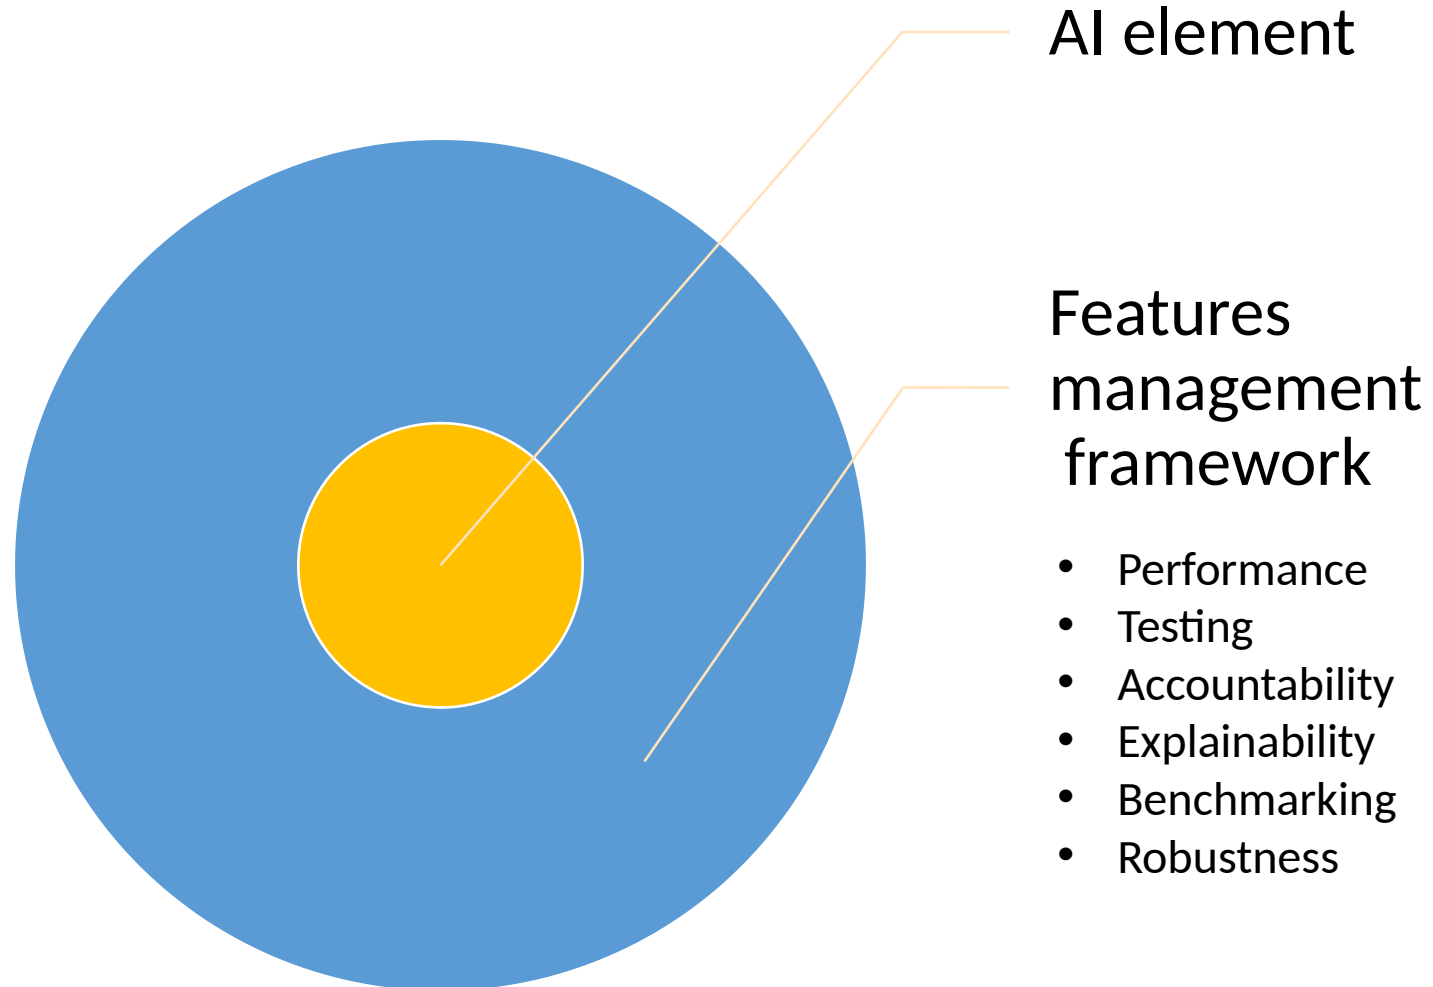 AI element
Features
management
framework
• Performance
• Testing
• Accountability
• Explainability
• Benchmarking
• Robustness